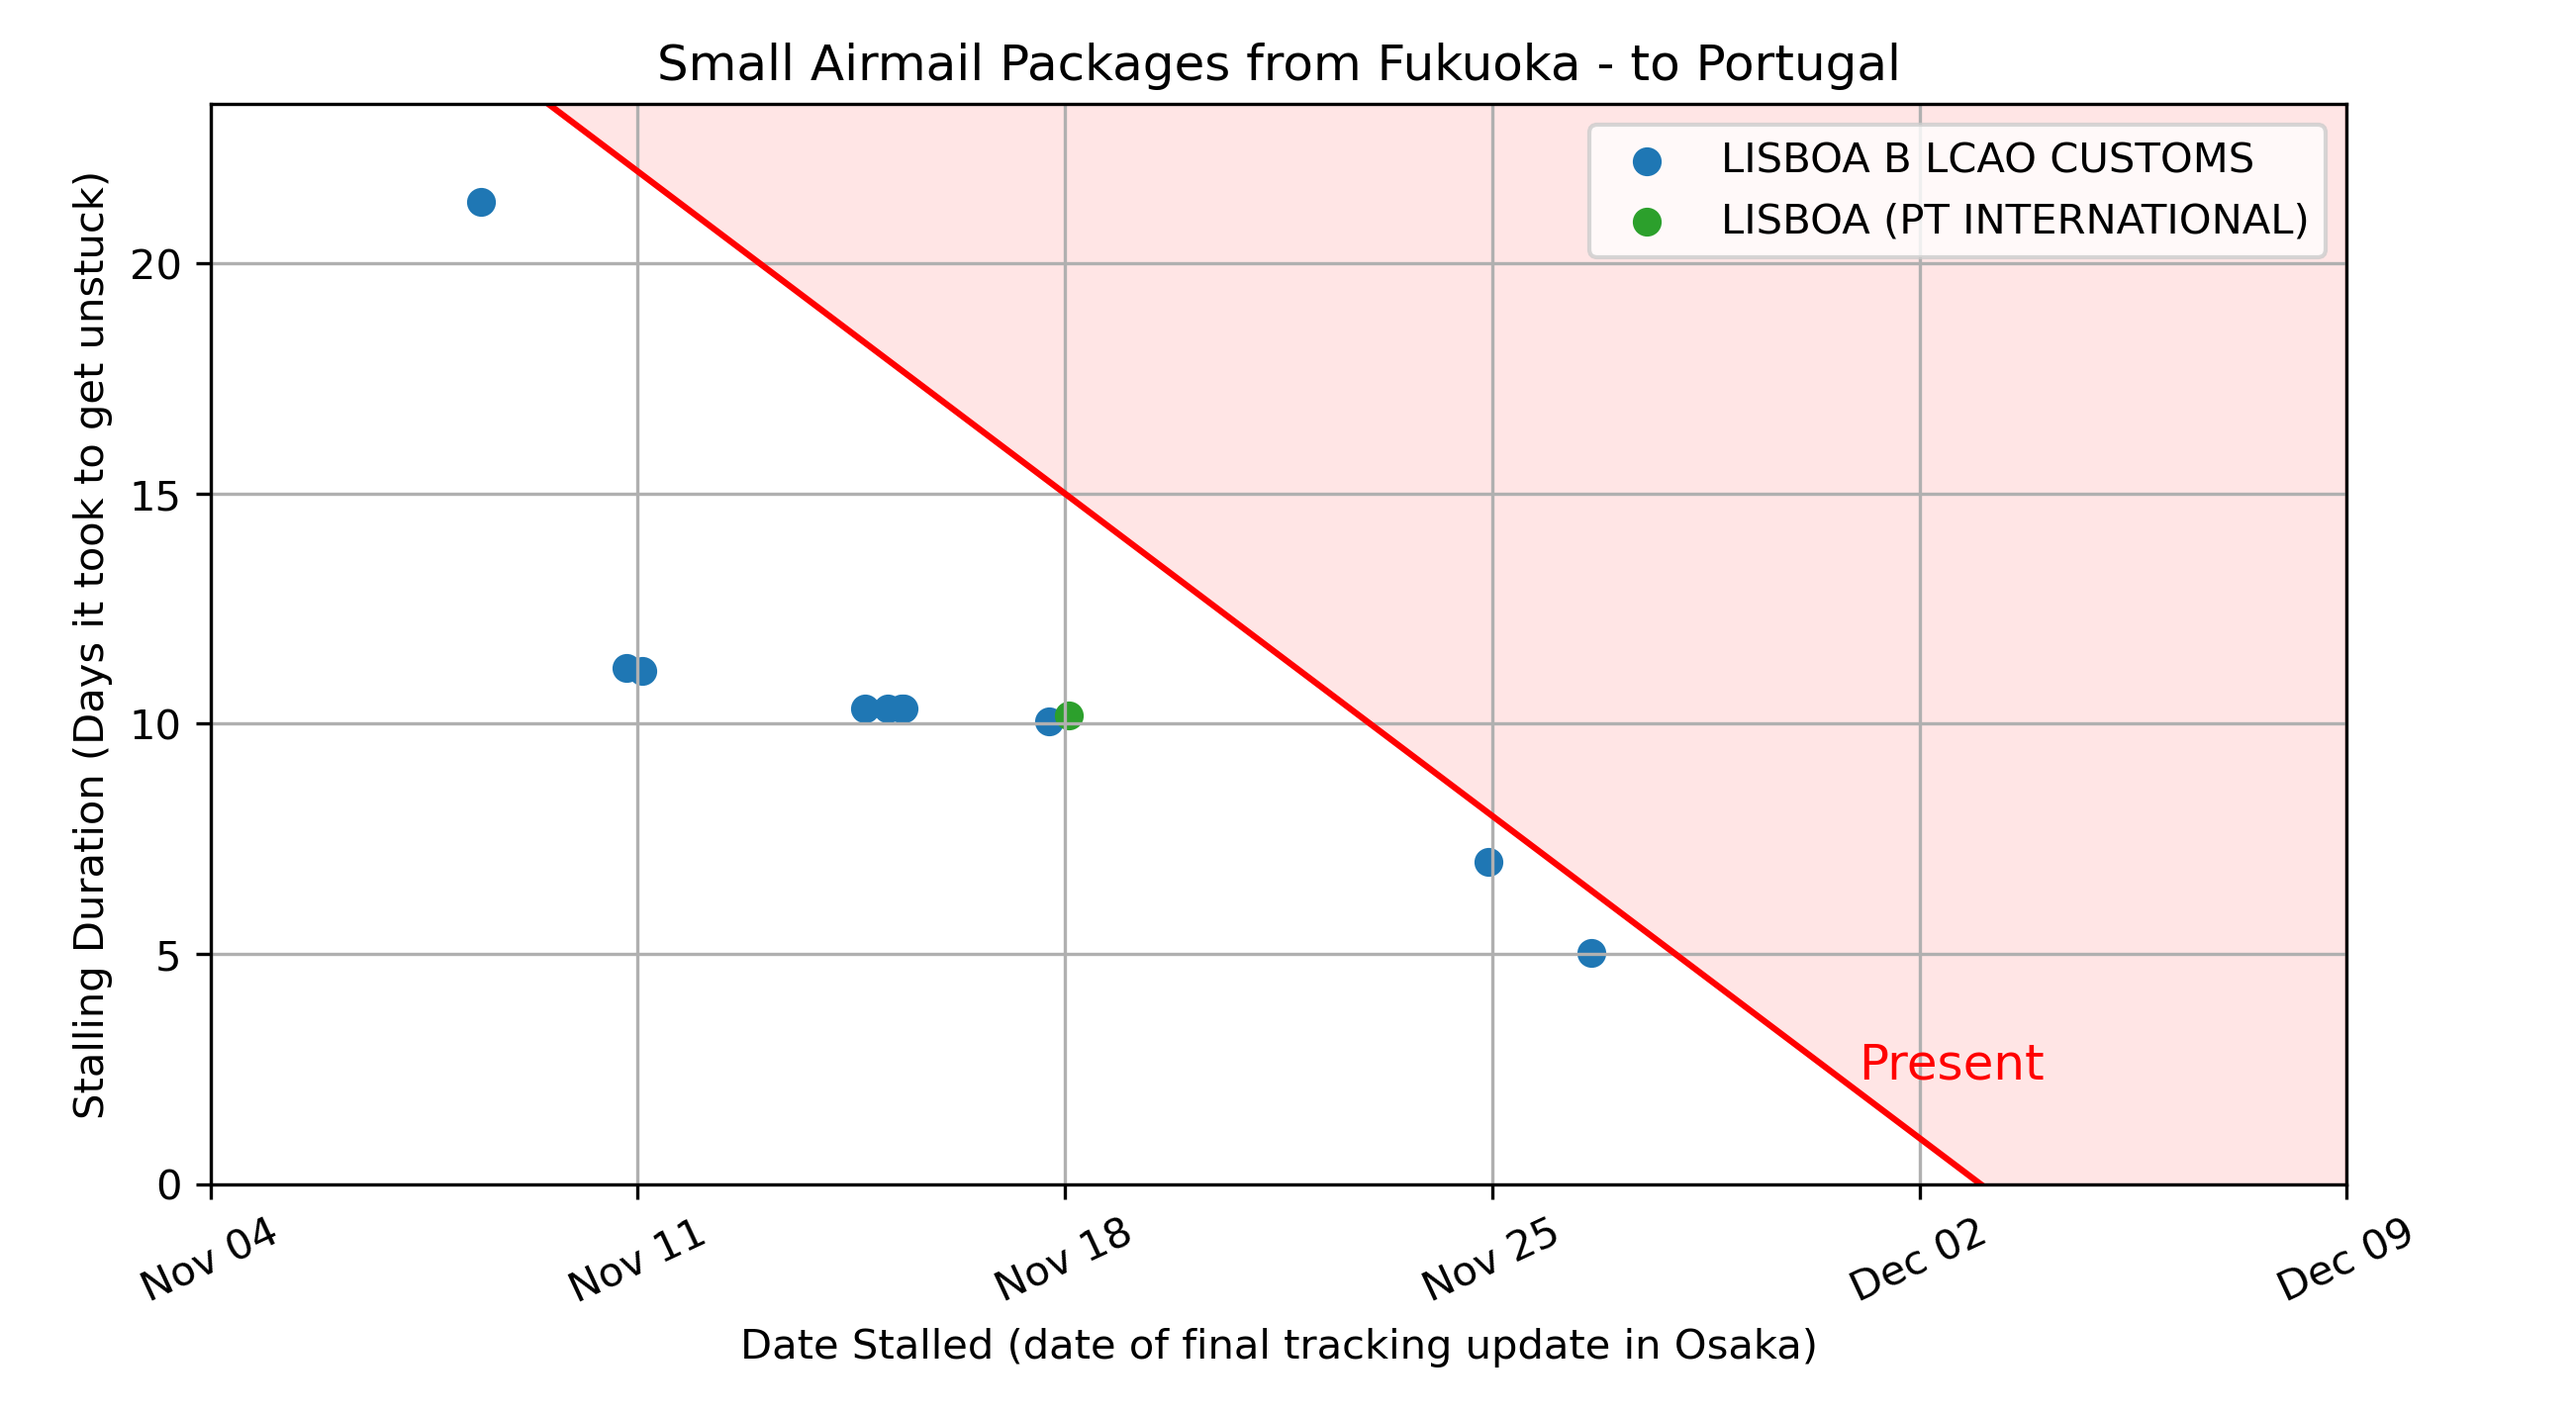 Small Airmail Packages from Fukuoka - to Portugal
LISBOA B LCAO CUSTOMS
LISBOA (PT INTERNATIONAL)
Stalling Duration (Days it took to get unstuck)
20
15
10
5
0
Present
Nov 04
Nov 11
Nov 18
Nov 25
Dec 02
Dec 09
Date Stalled (date of final tracking update in Osaka)